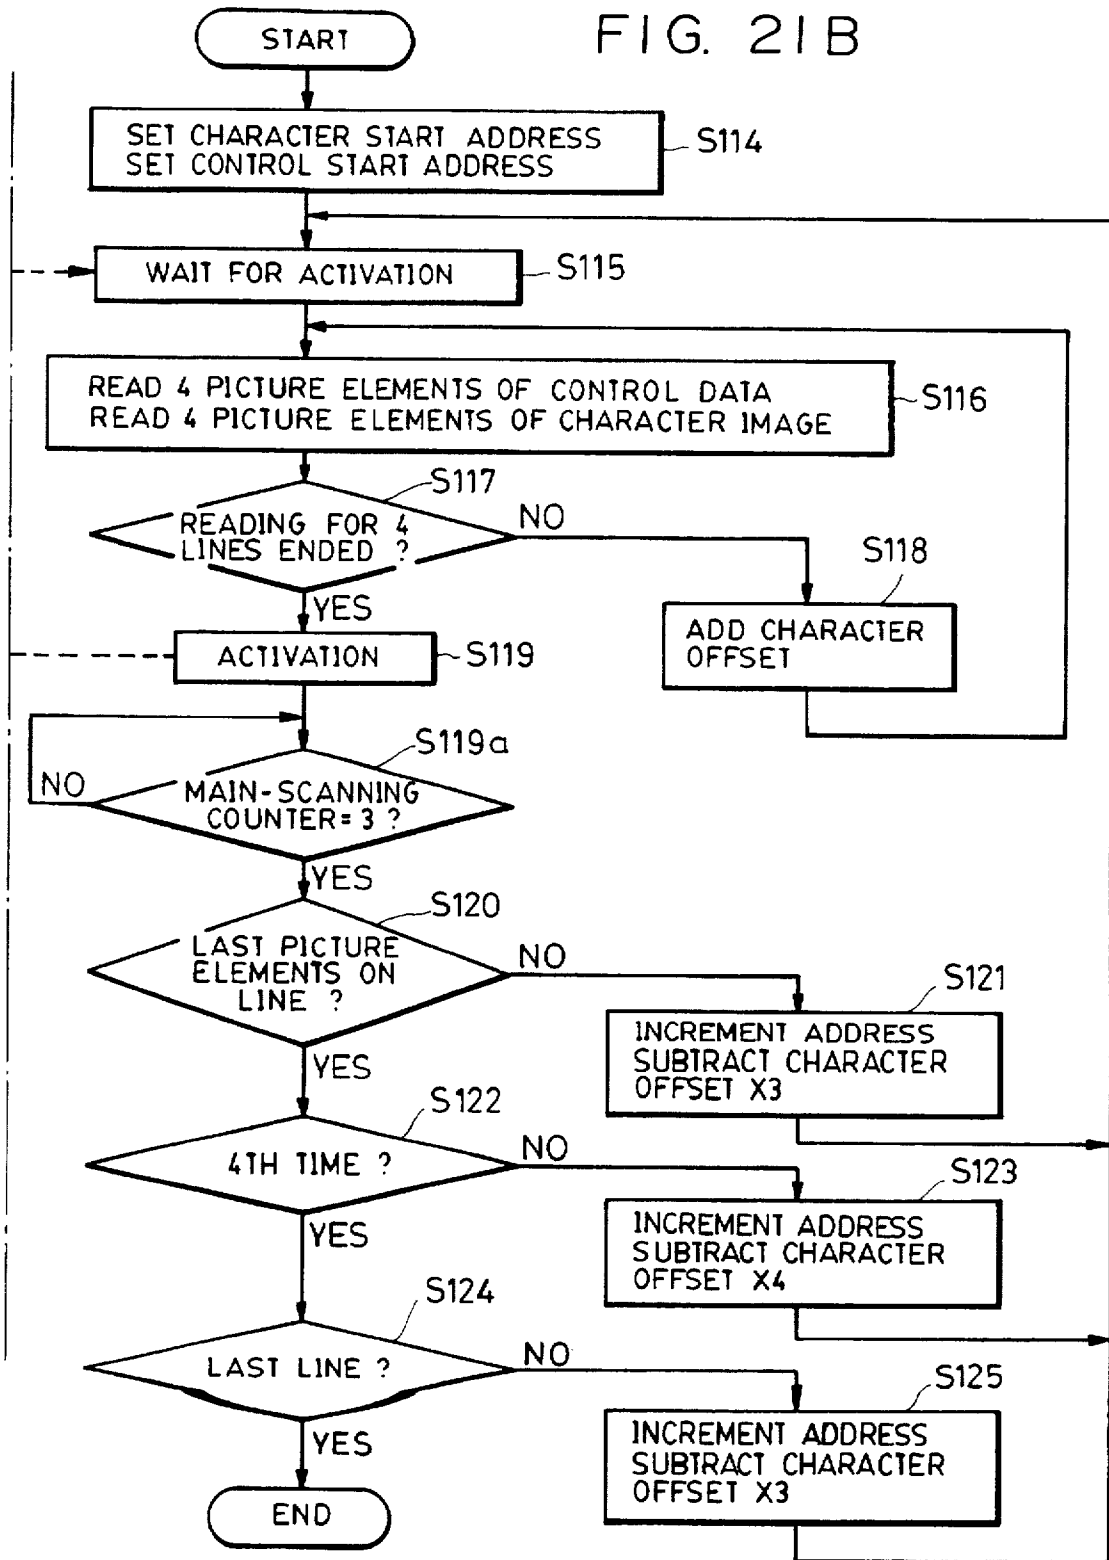 FIG. 21B
START
SET CHARACTER START ADDRESS
SET CONTROL START ADDRESS
S114
WAIT FOR ACTIVATION
S115
READ 4 PICTURE ELEMENTS OF CONTROL DATA
READ 4 PICTURE ELEMENTS OF CHARACTER IMAGE
S116
S117
READING FOR 4
LINES ENDED ?
NO
YES
S118
ADD CHARACTER
OFFSET
ACTIVATION
S119
S119a
MAIN-SCANNING
COUNTER=3 ?
NO
YES
S120
LAST PICTURE
ELEMENTS ON
LINE ?
NO
YES
S121
INCREMENT ADDRESS
SUBTRACT CHARACTER
OFFSET X3
S122
4TH TIME ?
NO
YES
S123
INCREMENT ADDRESS
SUBTRACT CHARACTER
OFFSET X4
S124
LAST LINE ?
NO
YES
S125
INCREMENT ADDRESS
SUBTRACT CHARACTER
OFFSET X3
END